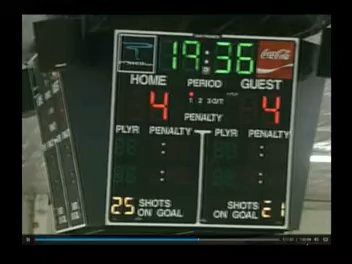 19:36
Coca-Cola
HOME PERIOD GUEST
4 1 2 3 O/T 4
PENALTY
PLYR PENALTY PLYR PENALTY
25 SHOTS ON GOAL SHOTS ON GOAL 21